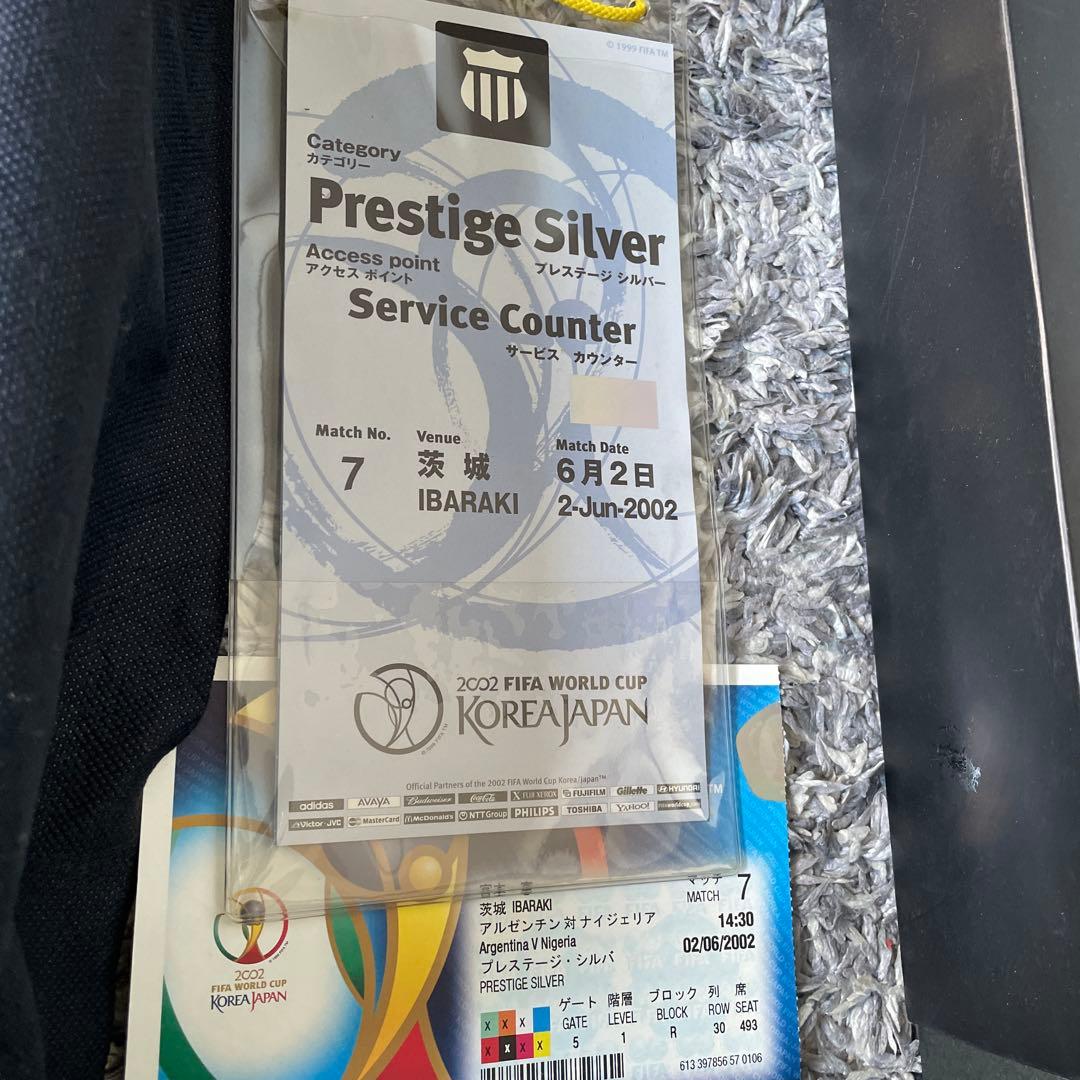 © 1999 FIFA TM
Category
カテゴリー
Prestige Silver
プレステージ シルバー
Access point
アクセス ポイント
Service Counter
サービス カウンター
Match No. Venue Match Date
7 茨城 6月2日
IBARAKI 2-Jun-2002
2002 FIFA WORLD CUP
KOREAJAPAN
Official Partners of the 2002 FIFA World Cup Korea/Japan™
adidas AVAYA Budweiser Coca-Cola FUJI XEROX FUJIFILM Gillette HYUNDAI
Victor·JVC MasterCard McDonald's NTT Group PHILIPS TOSHIBA YAHOO! fifaworldcup.com
マッチ 7
MATCH
茨城 IBARAKI
アルゼンチン 対 ナイジェリア 14:30
Argentina V Nigeria 02/06/2002
プレステージ・シルバ
PRESTIGE SILVER
ゲート 階層 ブロック 列 席
GATE LEVEL BLOCK ROW SEAT
5 1 R 30 493
X X X
X X X X
613 397856 57 0106
2002
FIFA WORLD CUP
KOREAJAPAN